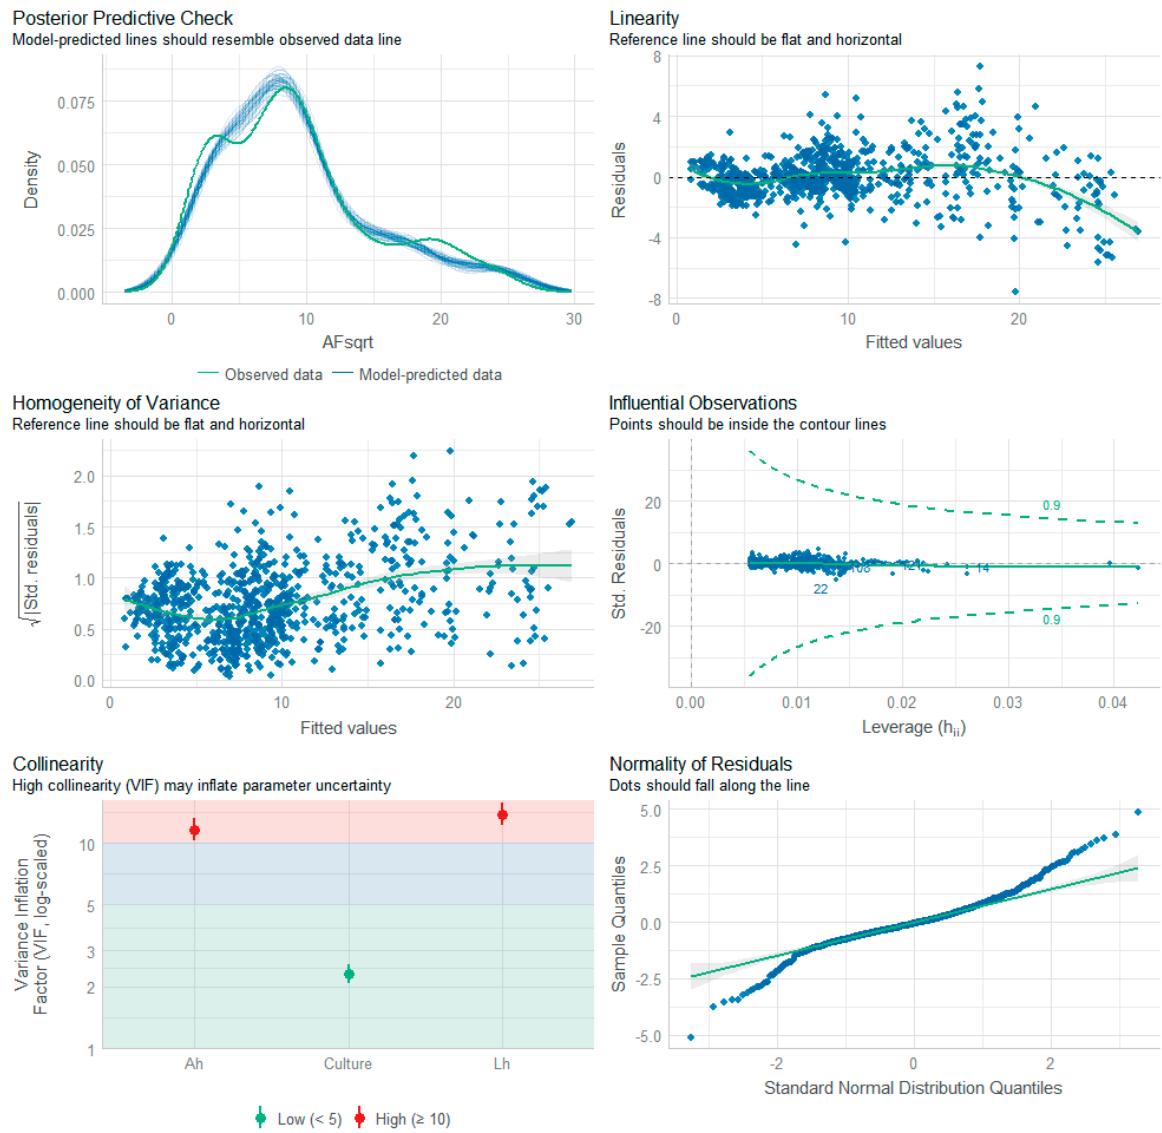 Posterior Predictive Check
Model-predicted lines should resemble observed data line
Density
0.075
0.050
0.025
0.000
0
10
20
30
AFsqrt
Observed data
Model-predicted data
Linearity
Reference line should be flat and horizontal
Residuals
8
4
0
-4
-8
0
10
20
Fitted values
Homogeneity of Variance
Reference line should be flat and horizontal
√|Std. residuals|
2.0
1.5
1.0
0.5
0.0
0
10
20
Fitted values
Influential Observations
Points should be inside the contour lines
Std. Residuals
20
0
-20
0.9
0.9
22
14
0.00
0.01
0.02
0.03
0.04
Leverage (hii)
Collinearity
High collinearity (VIF) may inflate parameter uncertainty
Variance Inflation
Factor (VIF, log-scaled)
10
5
3
2
1
Ah
Culture
Lh
Low (< 5)
High (≥ 10)
Normality of Residuals
Dots should fall along the line
Sample Quantiles
5.0
2.5
0.0
-2.5
-5.0
-2
0
2
Standard Normal Distribution Quantiles